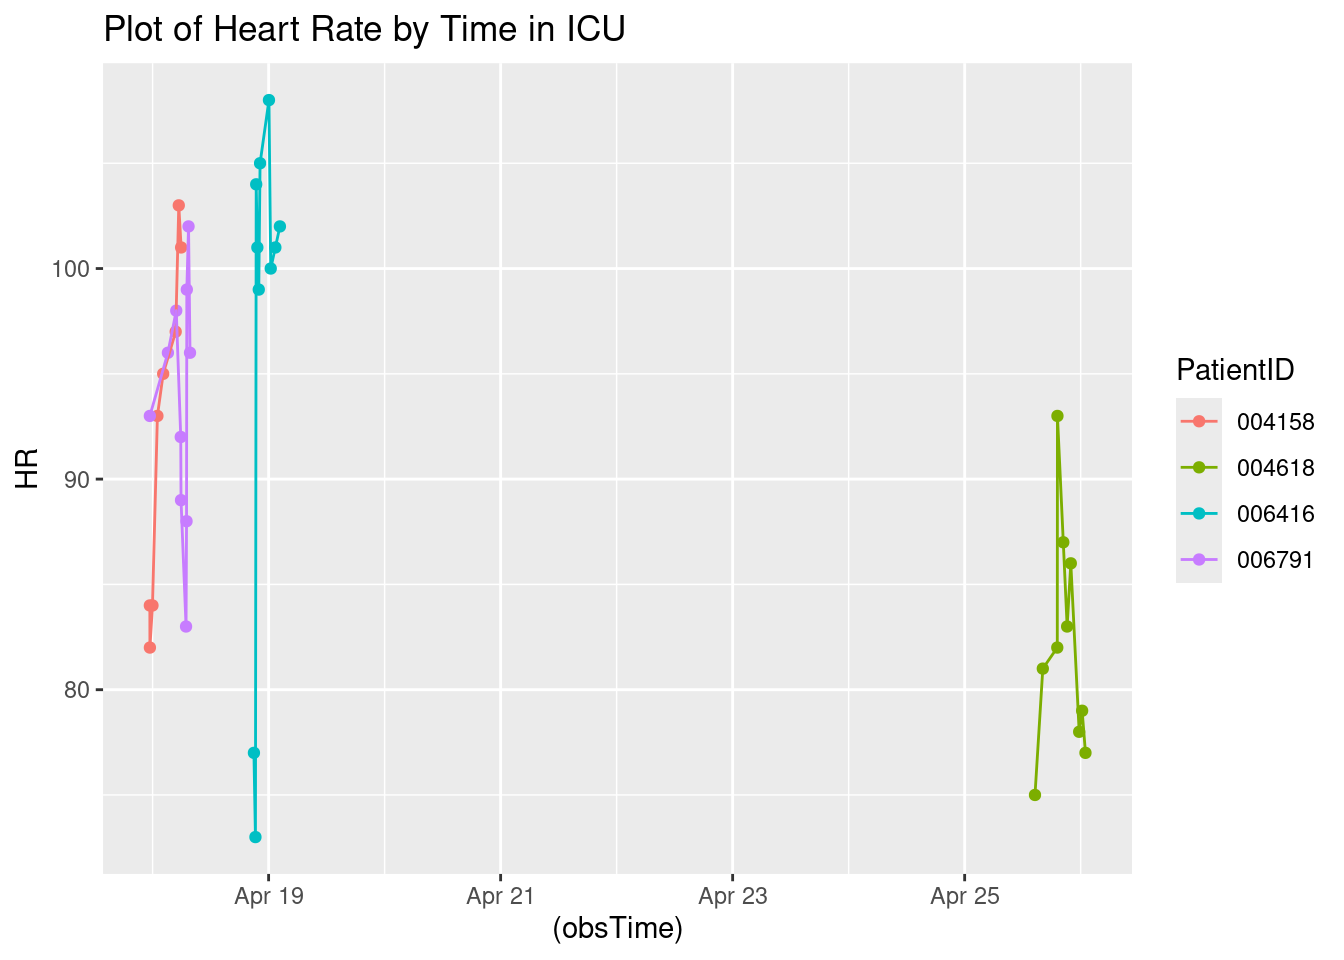 Plot of Heart Rate by Time in ICU
100
90
80
HR
Apr 19
Apr 21
Apr 23
Apr 25
(obsTime)
PatientID
004158
004618
006416
006791